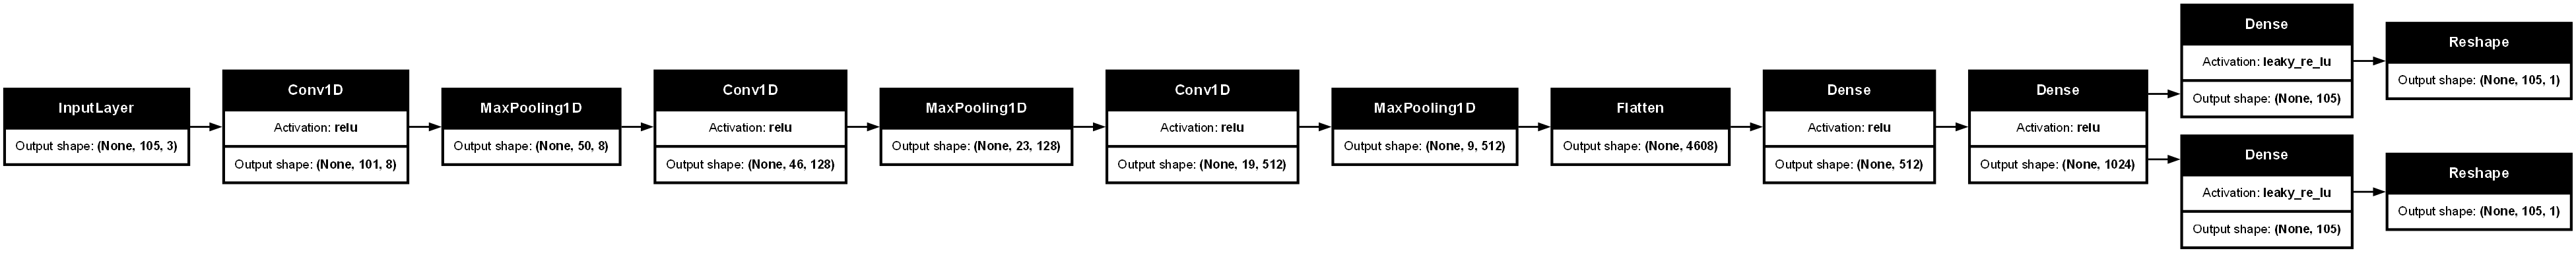 InputLayer
Output shape: (None, 105, 3)
Conv1D
Activation: relu
Output shape: (None, 101, 8)
MaxPooling1D
Output shape: (None, 50, 8)
Conv1D
Activation: relu
Output shape: (None, 46, 128)
MaxPooling1D
Output shape: (None, 23, 128)
Conv1D
Activation: relu
Output shape: (None, 19, 512)
MaxPooling1D
Output shape: (None, 9, 512)
Flatten
Output shape: (None, 4608)
Dense
Activation: relu
Output shape: (None, 512)
Dense
Activation: relu
Output shape: (None, 1024)
Dense
Activation: leaky_re_lu
Output shape: (None, 105)
Reshape
Output shape: (None, 105, 1)
Dense
Activation: leaky_re_lu
Output shape: (None, 105)
Reshape
Output shape: (None, 105, 1)